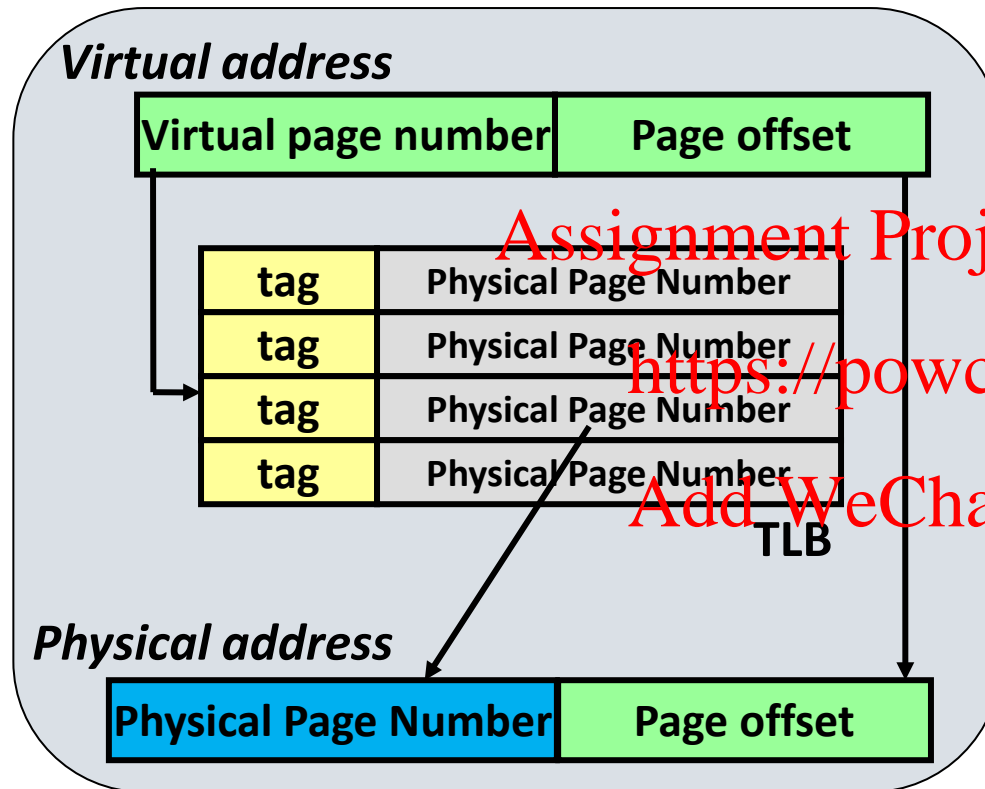 Virtual address
Virtual page number Page offset
Assignment Proj
tag Physical Page Number
tag Physical Page Number
https://powc
tag Physical Page Number
tag Physical Page Number
Add WeCha
TLB
Physical address
Physical Page Number Page offset